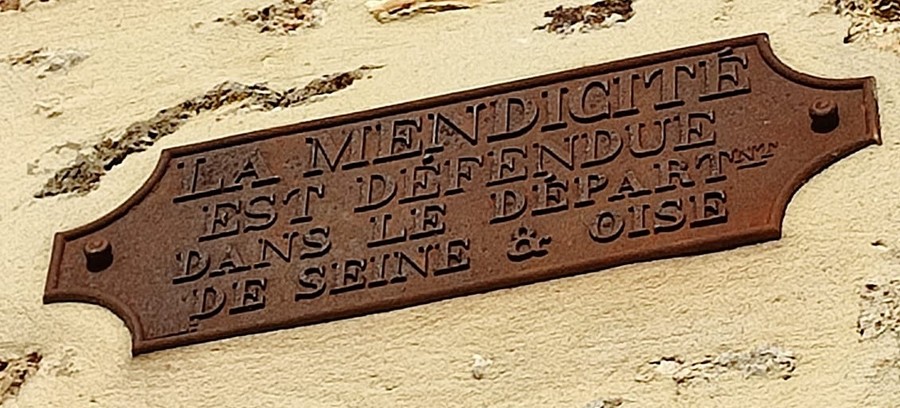 LA MENDICITÉ
EST DÉFENDUE
DANS LE DÉPARTNT
DE SEINE & OISE